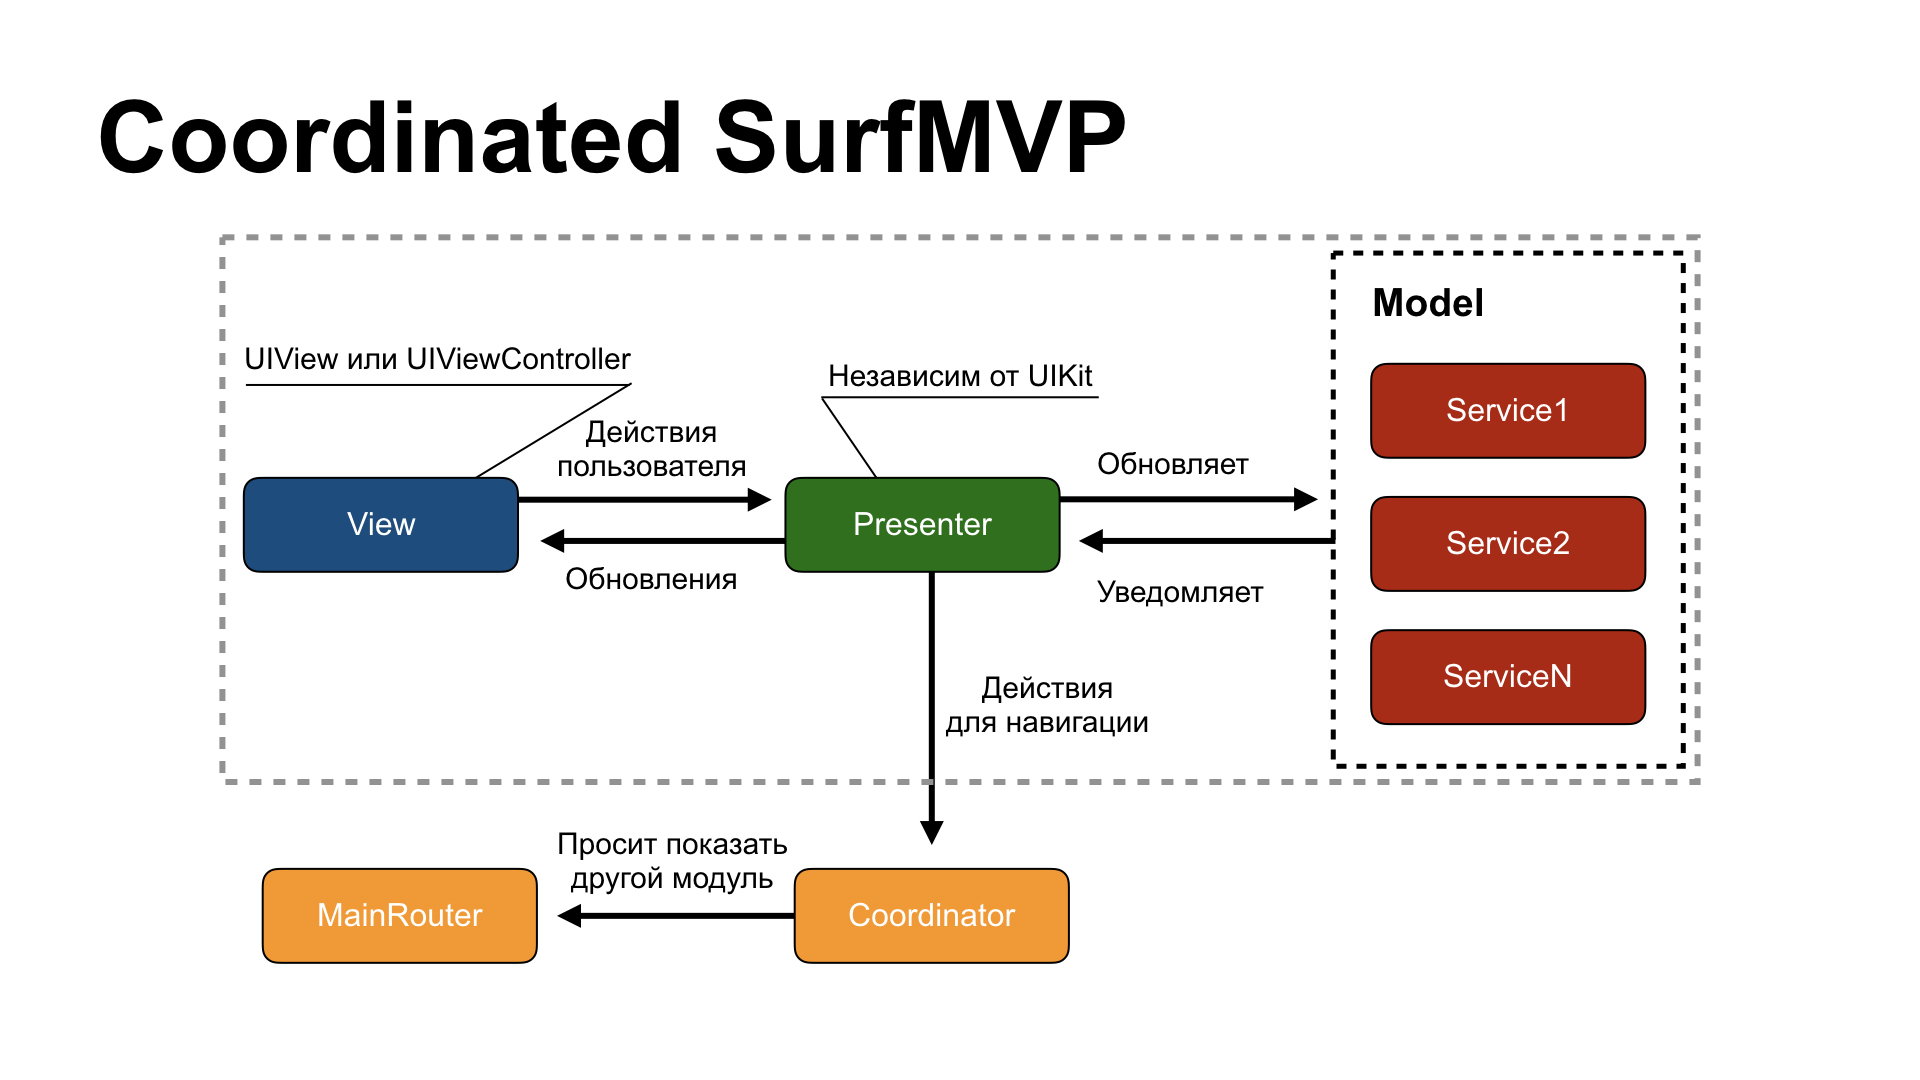 Coordinated SurfMVP
Model
UIView или UIViewController
Независим от UIKit
Действия
пользователя
Обновляет
Service1
View
Presenter
Service2
Обновления
Уведомляет
ServiceN
Действия
для навигации
Просит показать
другой модуль
MainRouter
Coordinator